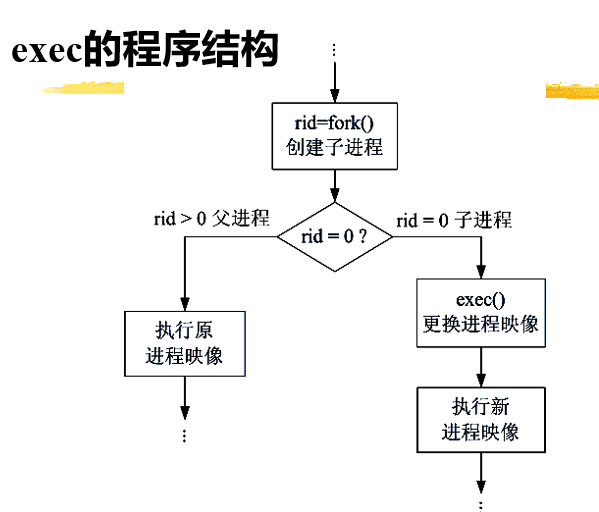 exec的程序结构
rid=fork()
创建子进程
rid > 0 父进程
rid = 0 ?
rid = 0 子进程
exec()
更换进程映像
执行原
进程映像
执行新
进程映像